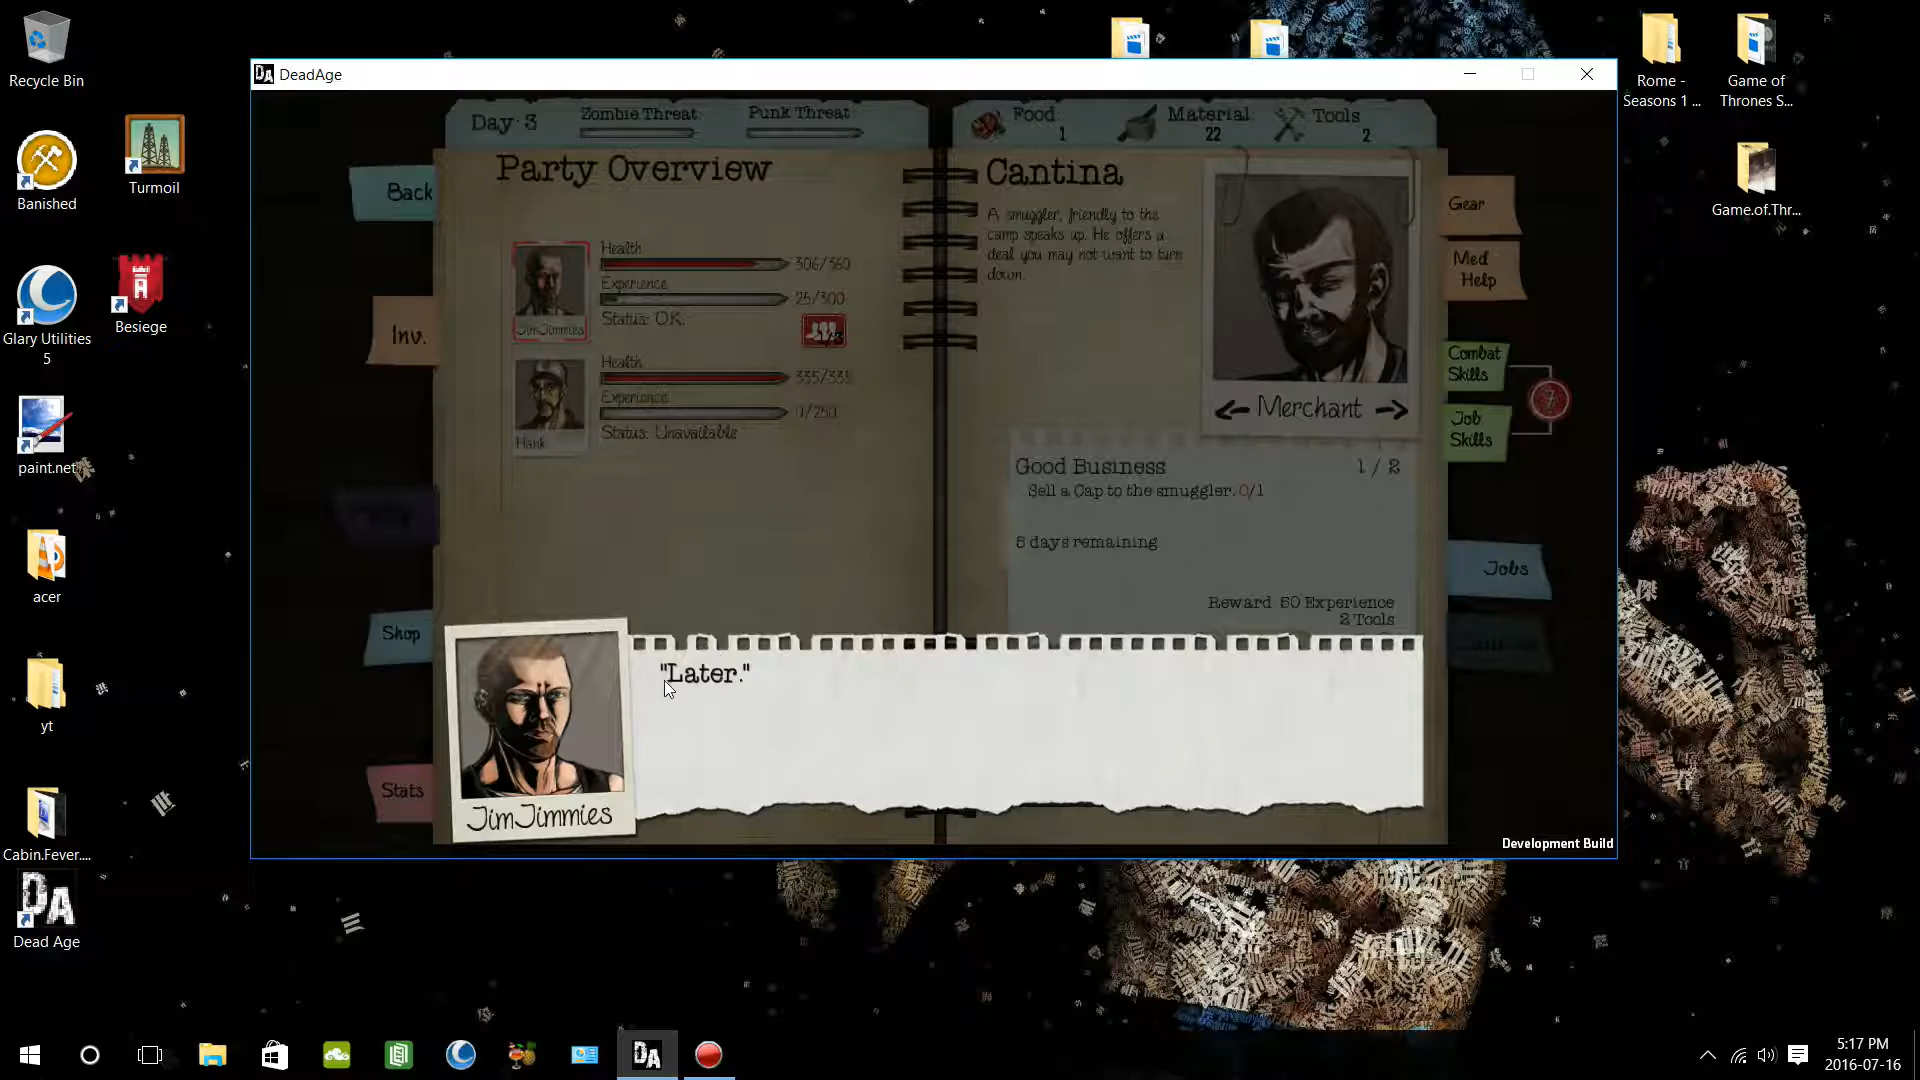 Recycle Bin
Banished
Turmoil
Glary Utilities
5
Besiege
paint.net
acer
yt
Cabin.Fever....
Dead Age
Rome -
Seasons 1 ...
Game of
Thrones S...
Game.of.Thr...
DeadAge
Day 3
Zombie Threat
Punk Threat
Food
1
Material
22
Tools
2
Back
Inv.
Shop
Stats
Party Overview
Health
306/360
Experience
25/300
Status: OK.
JimJimmies
Health
335/335
Experience
0/250
Status: Unavailable
Hank
Cantina
A smuggler, friendly to the
camp speaks up. He offers a
deal you may not want to turn
down.
Merchant
Good Business 1 / 2
Sell a Cap to the smuggler. 0/1
Reward 50 Experience
2 Tools
Gear
Med
Help
Combat
Skills
Job
Skills
7
Jobs
"Later."
JimJimmies
Development Build
DA
5:17 PM
2016-07-16